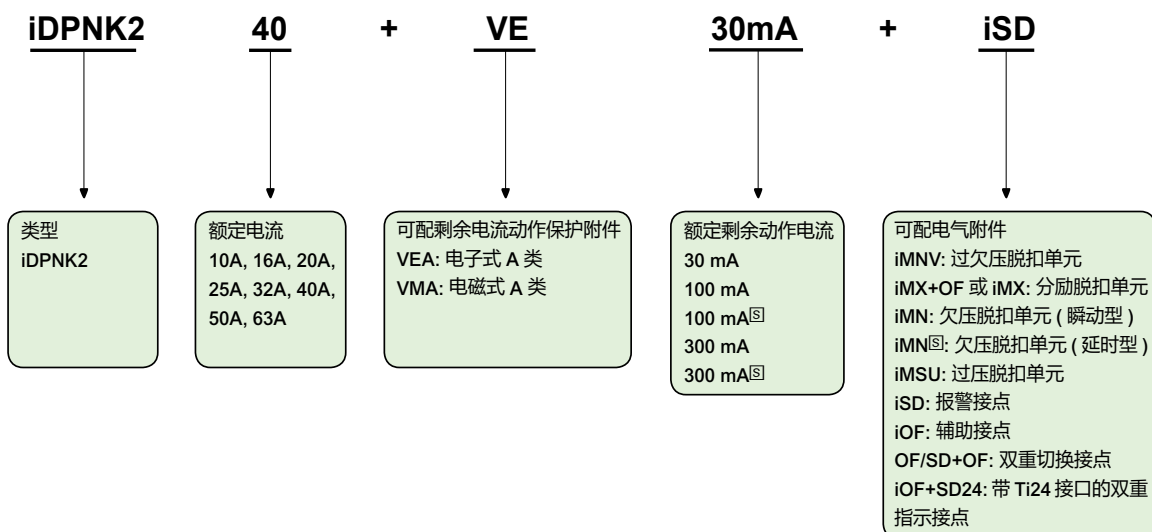 iDPNK2 40 + VE 30mA + iSD
类型
iDPNK2
额定电流
10A, 16A, 20A,
25A, 32A, 40A,
50A, 63A
可配剩余电流动作保护附件
VEA: 电子式 A 类
VMA: 电磁式 A 类
额定剩余动作电流
30 mA
100 mA
100 mA🅂
300 mA
300 mA🅂
可配电气附件
iMNV: 过欠压脱扣单元
iMX+OF 或 iMX: 分励脱扣单元
iMN: 欠压脱扣单元 ( 瞬动型 )
iMN🅂: 欠压脱扣单元 ( 延时型 )
iMSU: 过压脱扣单元
iSD: 报警接点
iOF: 辅助接点
OF/SD+OF: 双重切换接点
iOF+SD24: 带 Ti24 接口的双重
指示接点